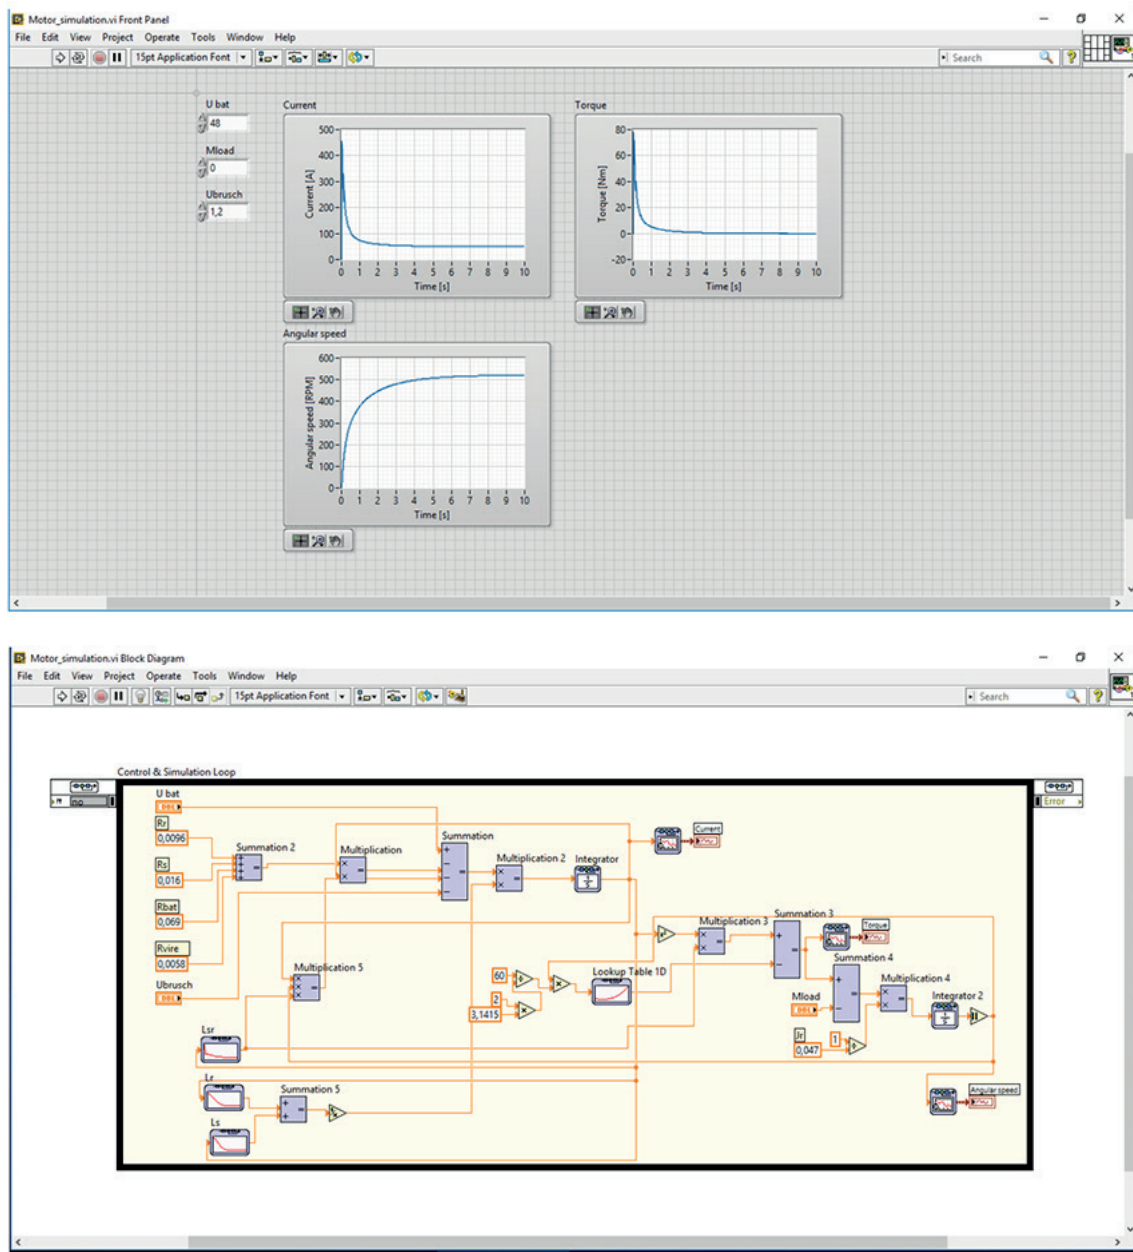 Motor_simulation.vi Front Panel
File Edit View Project Operate Tools Window Help
15pt Application Font
Search
U bat
48
Mload
0
Ubrusch
1,2
Current
500
400
300
200
100
0
Current [A]
0 1 2 3 4 5 6 7 8 9 10
Time [s]
Torque
80
60
40
20
0
-20
Torque [Nm]
0 1 2 3 4 5 6 7 8 9 10
Time [s]
Angular speed
600
500
400
300
200
100
0
Angular speed [RPM]
0 1 2 3 4 5 6 7 8 9 10
Time [s]
Motor_simulation.vi Block Diagram
File Edit View Project Operate Tools Window Help
15pt Application Font
Search
Control & Simulation Loop
Error
U bat
DBL
Rr
0,0096
Rs
0,016
Rbat
0,069
Rvire
0,0058
Ubrusch
DBL
Summation 2
Multiplication
Summation
Multiplication 2
Integrator
Current
Multiplication 5
60
2
3,1415
Lookup Table 1D
Multiplication 3
Summation 3
Torque
Summation 4
Mload
DBL
Multiplication 4
Integrator 2
Jr
0,047
1
Angular speed
Lsr
Lr
Ls
Summation 5